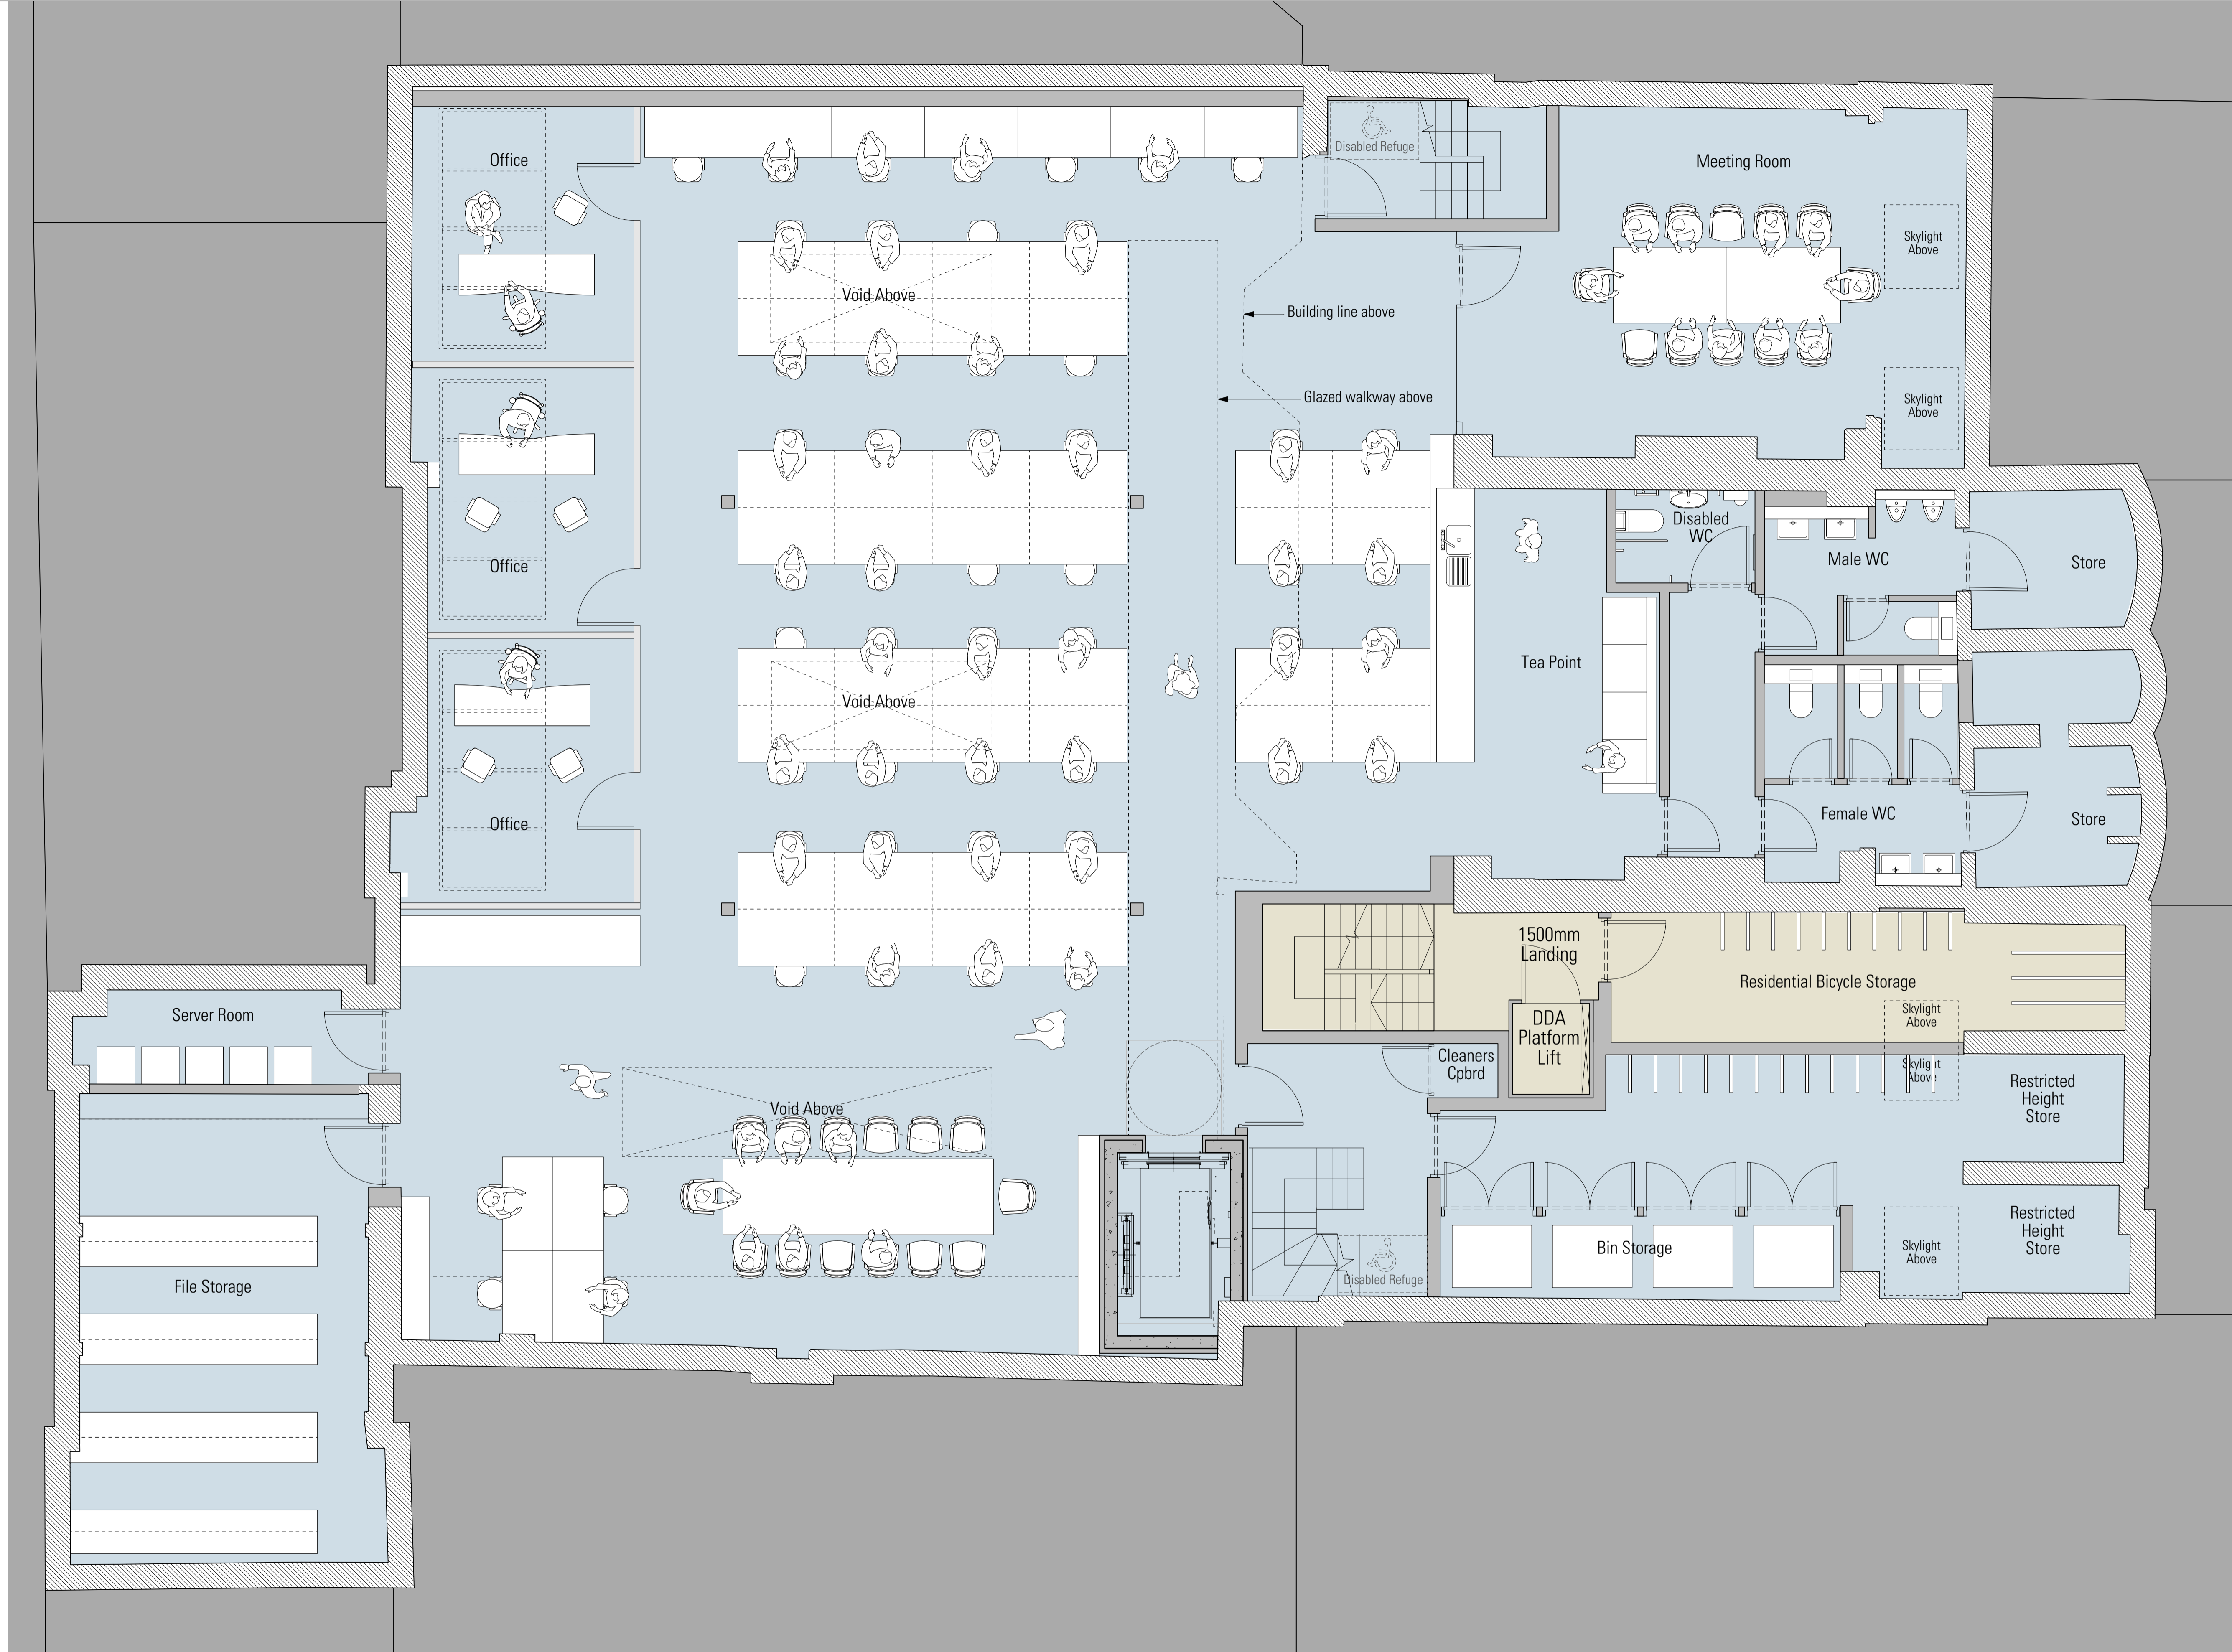 Office
Disabled Refuge
Meeting Room
Skylight
Above
Void Above
Building line above
Glazed walkway above
Skylight
Above
Disabled
WC
Male WC
Store
Office
Tea Point
Void Above
Office
Female WC
Store
1500mm
Landing
Residential Bicycle Storage
Server Room
Skylight
Above
DDA
Platform
Lift
Cleaners
Cpbrd
Skylight
Above
Restricted
Height
Store
Void Above
Restricted
Height
Store
Bin Storage
Skylight
Above
Disabled Refuge
File Storage